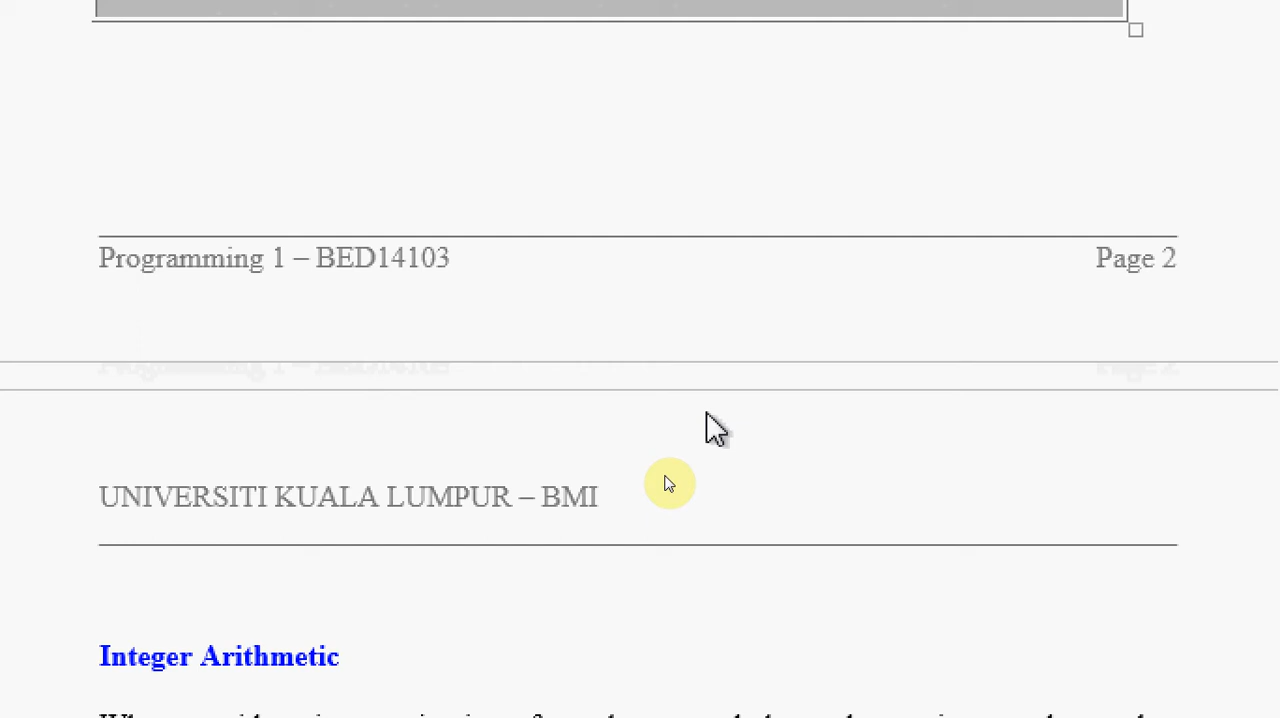 Programming 1 – BED14103 Page 2
UNIVERSITI KUALA LUMPUR – BMI
Integer Arithmetic